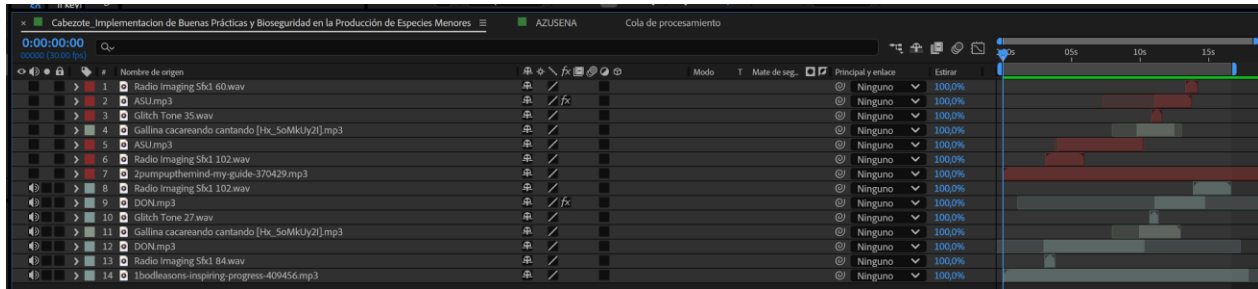 × Cabezote_Implementacion de Buenas Prácticas y Bioseguridad en la Producción de Especies Menores ≡ AZUSENA Cola de procesamiento
0:00:00:00
00000 (30.00 fps)
:00s 05s 10s 15s
# Nombre de origen Modo T Mate de seg... Principal y enlace Estirar
1 Radio Imaging Sfx1 60.wav Ninguno 100,0%
2 ASU.mp3 fx Ninguno 100,0%
3 Glitch Tone 35.wav Ninguno 100,0%
4 Gallina cacareando cantando [Hx_SoMkUy2I].mp3 Ninguno 100,0%
5 ASU.mp3 Ninguno 100,0%
6 Radio Imaging Sfx1 102.wav Ninguno 100,0%
7 2pumpupthemind-my-guide-370429.mp3 Ninguno 100,0%
8 Radio Imaging Sfx1 102.wav Ninguno 100,0%
9 DON.mp3 fx Ninguno 100,0%
10 Glitch Tone 27.wav Ninguno 100,0%
11 Gallina cacareando cantando [Hx_SoMkUy2I].mp3 Ninguno 100,0%
12 DON.mp3 Ninguno 100,0%
13 Radio Imaging Sfx1 84.wav Ninguno 100,0%
14 1bodleasons-inspiring-progress-409456.mp3 Ninguno 100,0%